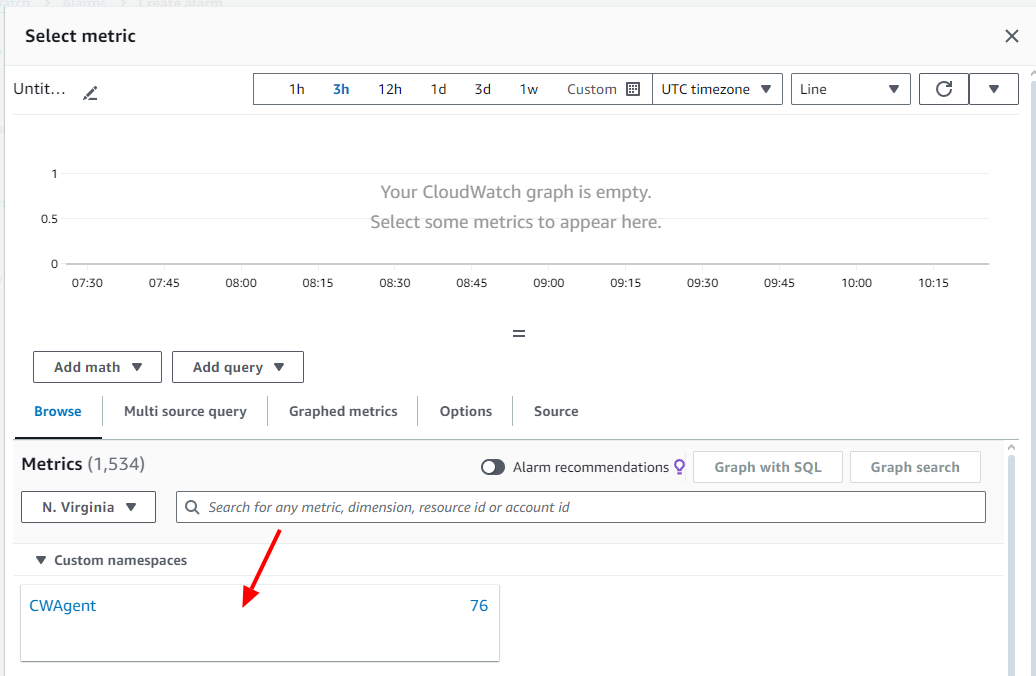 Alarms
Create alarm
Select metric
Untit...
1h 3h 12h 1d 3d 1w Custom UTC timezone Line
1
Your CloudWatch graph is empty.
0.5
Select some metrics to appear here.
0
07:30 07:45 08:00 08:15 08:30 08:45 09:00 09:15 09:30 09:45 10:00 10:15
Add math Add query
Browse Multi source query Graphed metrics Options Source
Metrics (1,534) Alarm recommendations Graph with SQL Graph search
N. Virginia Search for any metric, dimension, resource id or account id
Custom namespaces
CWAgent 76